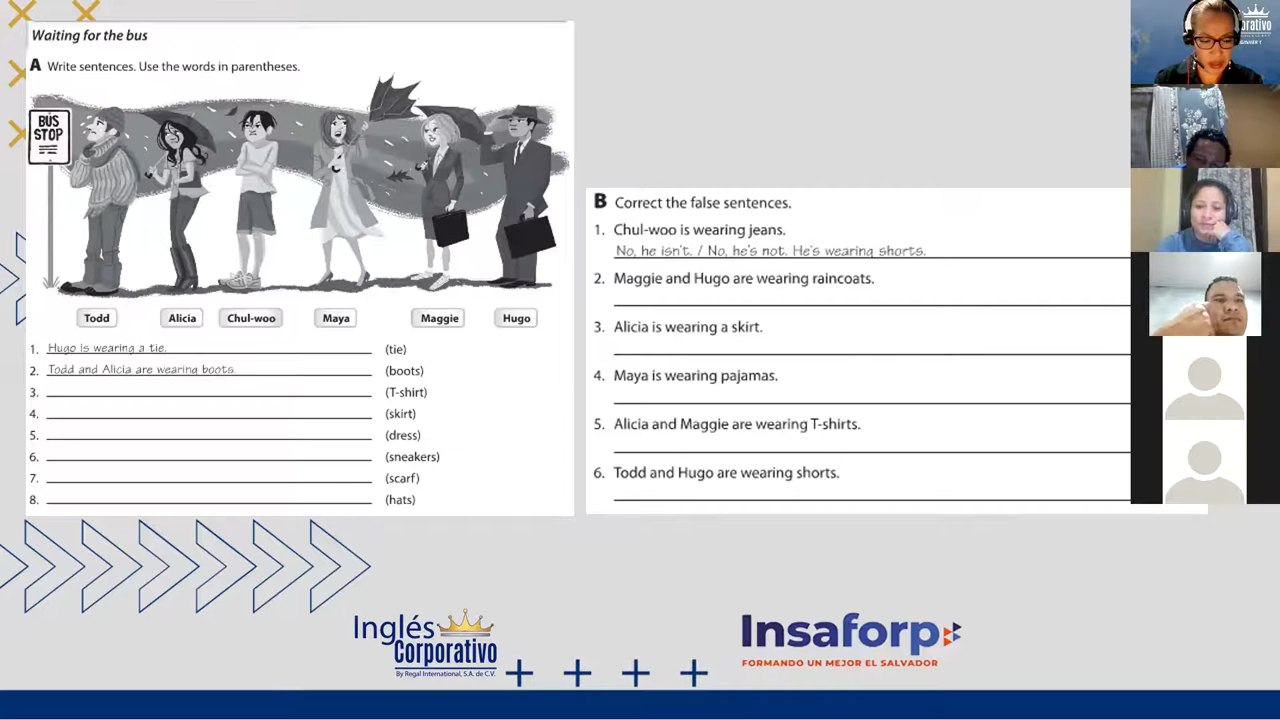 Waiting for the bus
A Write sentences. Use the words in parentheses.
BUS
STOP
Todd
Alicia
Chul-woo
Maya
Maggie
Hugo
1. Hugo is wearing a tie. (tie)
2. Todd and Alicia are wearing boots. (boots)
3. (T-shirt)
4. (skirt)
5. (dress)
6. (sneakers)
7. (scarf)
8. (hats)
B Correct the false sentences.
1. Chul-woo is wearing jeans.
No, he isn't. / No, he's not. He's wearing shorts.
2. Maggie and Hugo are wearing raincoats.
3. Alicia is wearing a skirt.
4. Maya is wearing pajamas.
5. Alicia and Maggie are wearing T-shirts.
6. Todd and Hugo are wearing shorts.
Inglés
Corporativo
By Regal International, S.A. de C.V.
Insaforp
FORMANDO UN MEJOR EL SALVADOR